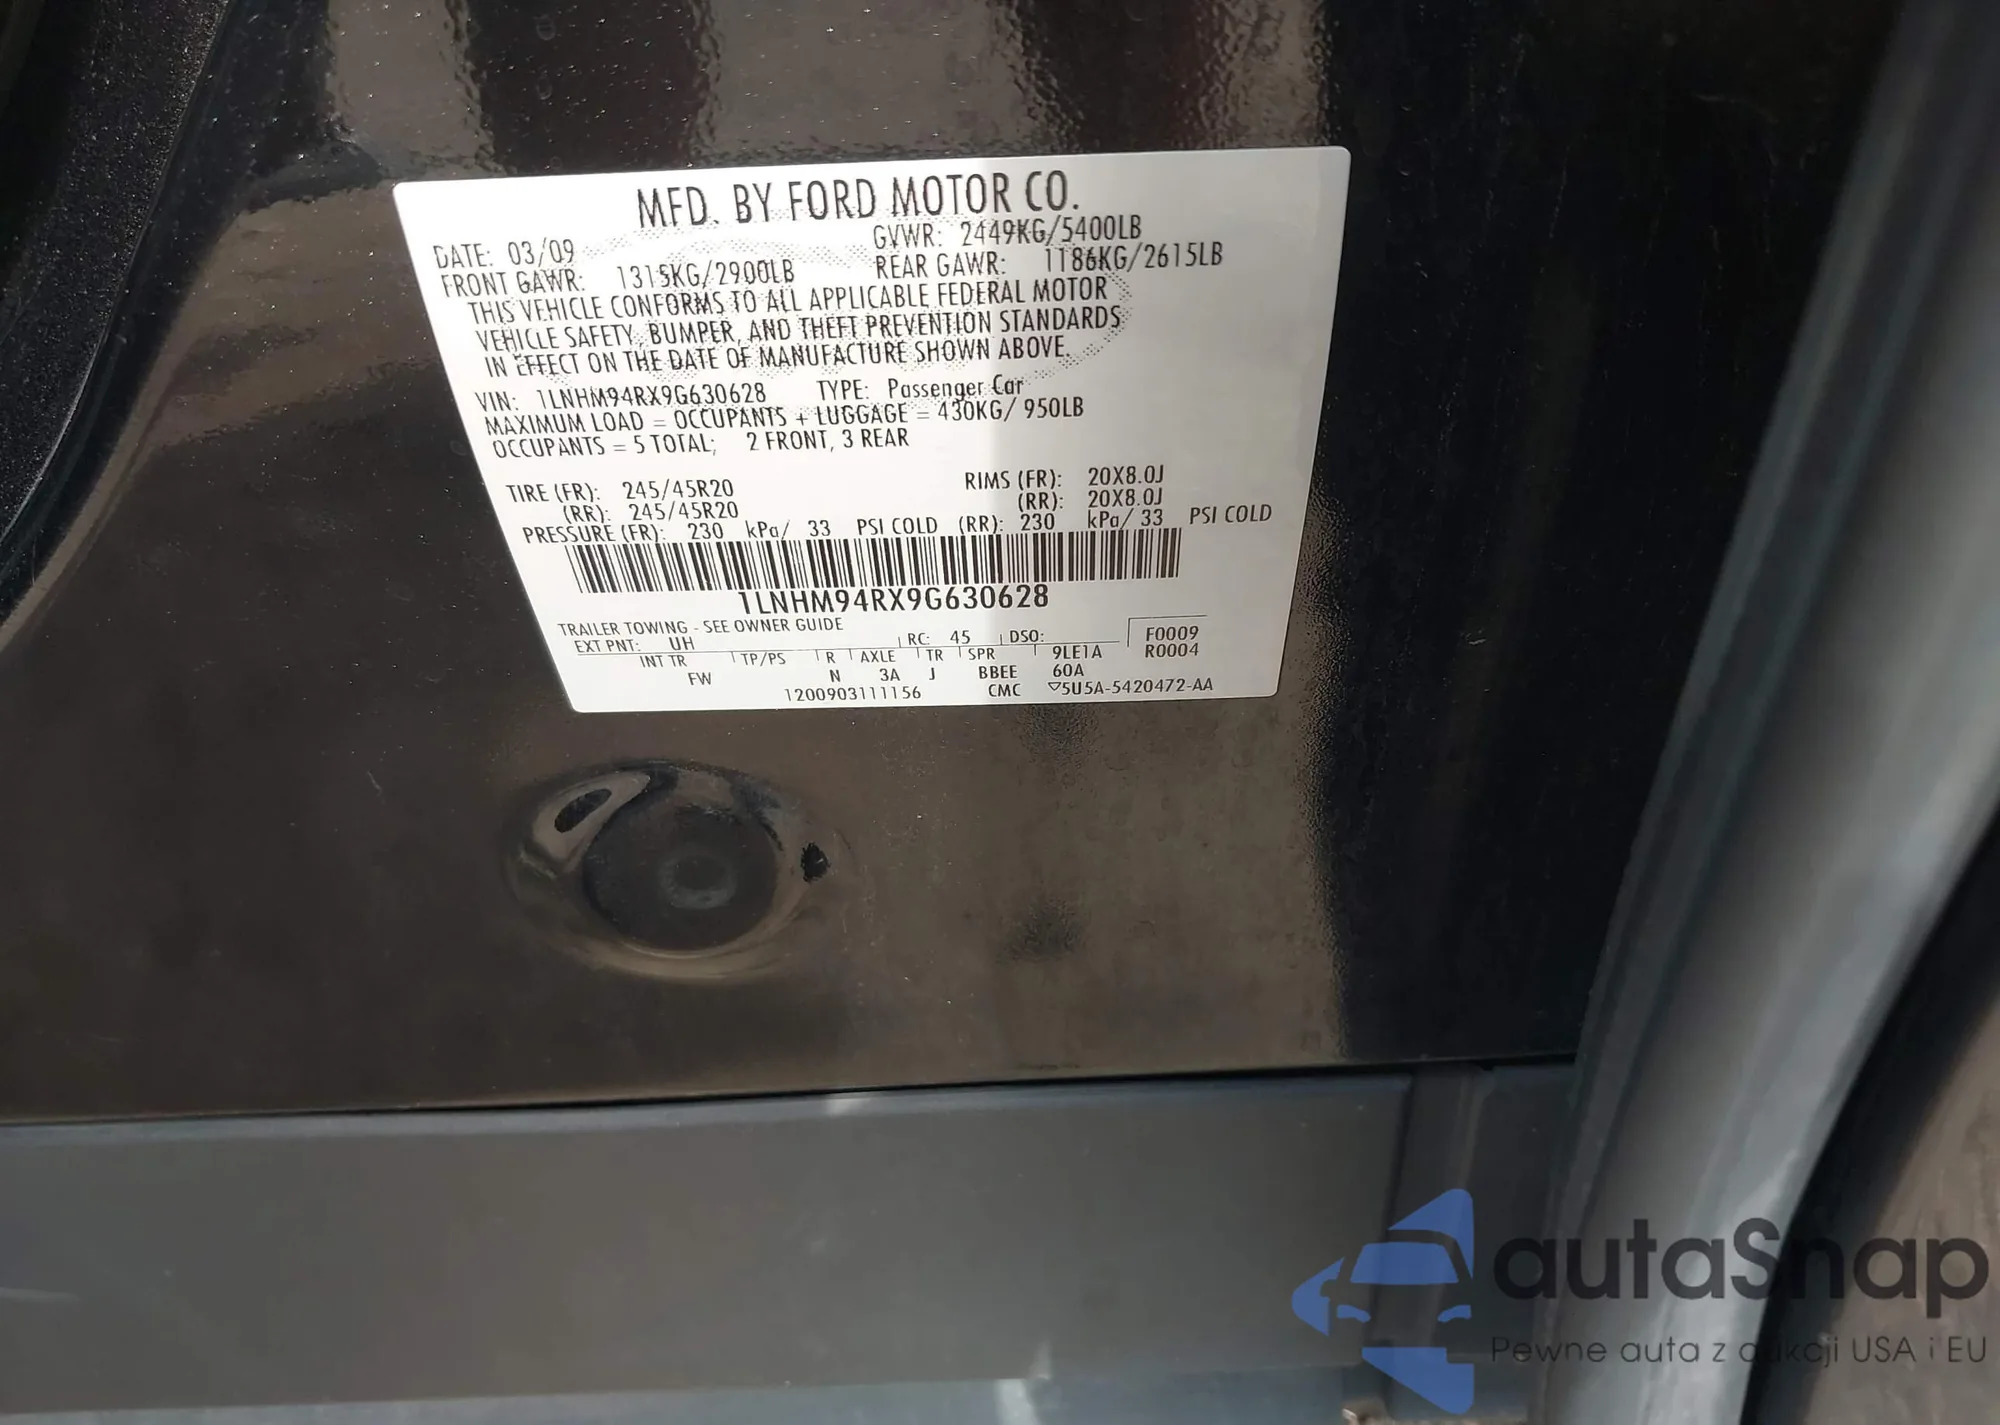 MFD. BY FORD MOTOR CO.
DATE: 03/09 GVWR: 2449KG/5400LB
FRONT GAWR: 1315KG/2900LB REAR GAWR: 1186KG/2615LB
THIS VEHICLE CONFORMS TO ALL APPLICABLE FEDERAL MOTOR
VEHICLE SAFETY, BUMPER, AND THEFT PREVENTION STANDARDS
IN EFFECT ON THE DATE OF MANUFACTURE SHOWN ABOVE.
VIN: 1LNHM94RX9G630628 TYPE: Passenger Car
MAXIMUM LOAD = OCCUPANTS + LUGGAGE = 430KG/ 950LB
OCCUPANTS = 5 TOTAL; 2 FRONT, 3 REAR
TIRE (FR): 245/45R20 RIMS (FR): 20X8.0J
(RR): 245/45R20 (RR): 20X8.0J
PRESSURE (FR): 230 kPa/ 33 PSI COLD (RR): 230 kPa/ 33 PSI COLD
1LNHM94RX9G630628
TRAILER TOWING - SEE OWNER GUIDE
EXT PNT: UH RC: 45 DSO: F0009
INT TR TP/PS R AXLE TR SPR 9LE1A R0004
FW N 3A J BBEE 60A
1200903111156 CMC ▽5U5A-5420472-AA
autaSnap
Pewne auta z aukcji USA i EU